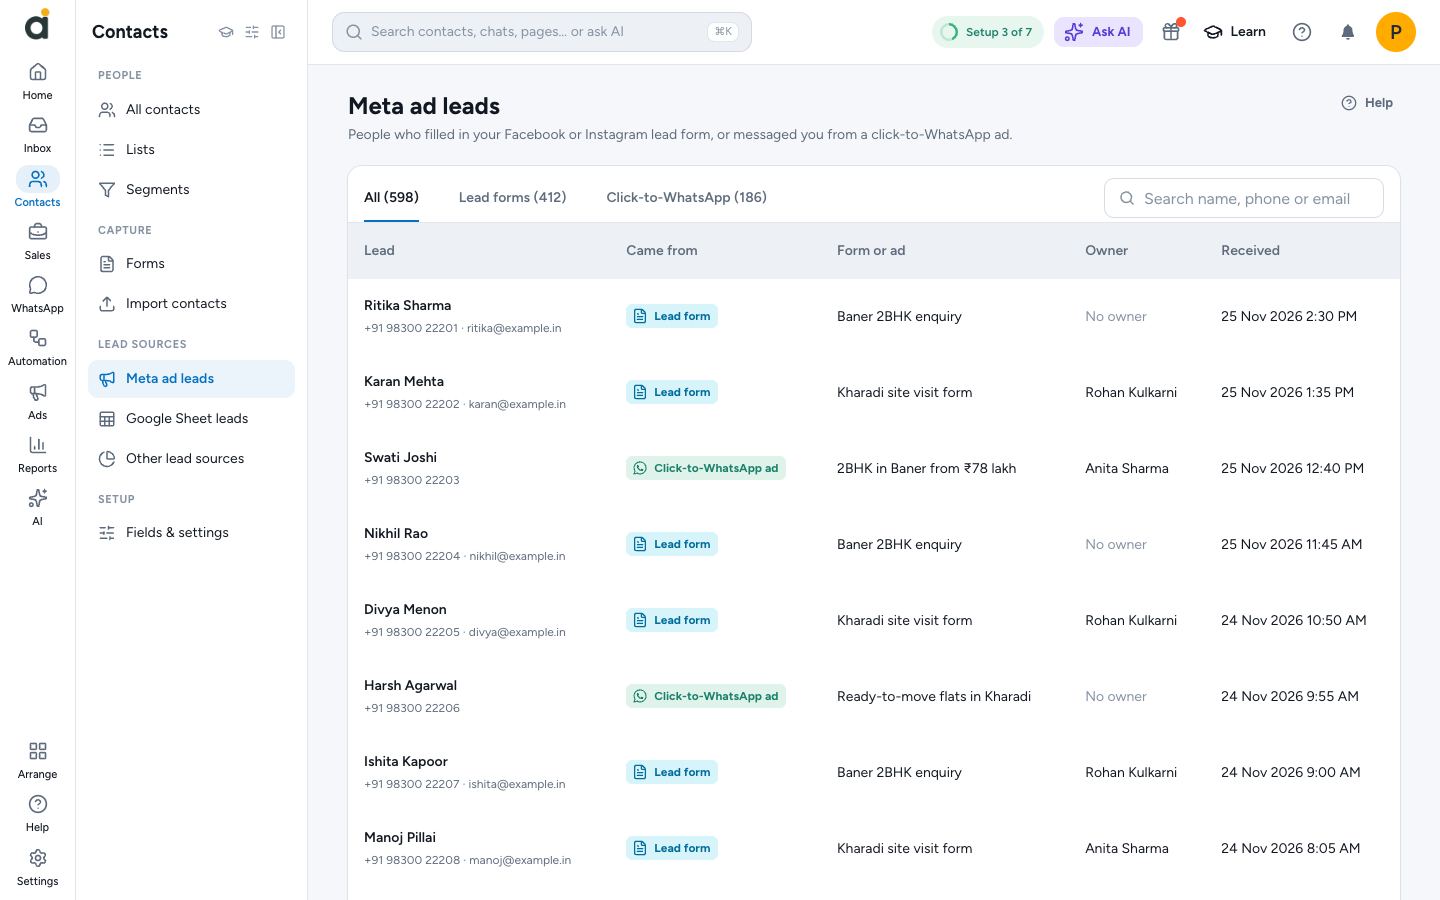 Contacts
Search contacts, chats, pages... or ask AI
⌘K
Setup 3 of 7
Ask AI
Learn
P
Home
Inbox
Contacts
Sales
WhatsApp
Automation
Ads
Reports
AI
Arrange
Help
Settings
PEOPLE
All contacts
Lists
Segments
CAPTURE
Forms
Import contacts
LEAD SOURCES
Meta ad leads
Google Sheet leads
Other lead sources
SETUP
Fields & settings
Meta ad leads
Help
People who filled in your Facebook or Instagram lead form, or messaged you from a click-to-WhatsApp ad.
All (598) Lead forms (412) Click-to-WhatsApp (186)
Search name, phone or email
Lead Came from Form or ad Owner Received
Ritika Sharma
+91 98300 22201 · ritika@example.in
Lead form Baner 2BHK enquiry No owner 25 Nov 2026 2:30 PM
Karan Mehta
+91 98300 22202 · karan@example.in
Lead form Kharadi site visit form Rohan Kulkarni 25 Nov 2026 1:35 PM
Swati Joshi
+91 98300 22203
Click-to-WhatsApp ad 2BHK in Baner from ₹78 lakh Anita Sharma 25 Nov 2026 12:40 PM
Nikhil Rao
+91 98300 22204 · nikhil@example.in
Lead form Baner 2BHK enquiry No owner 25 Nov 2026 11:45 AM
Divya Menon
+91 98300 22205 · divya@example.in
Lead form Kharadi site visit form Rohan Kulkarni 24 Nov 2026 10:50 AM
Harsh Agarwal
+91 98300 22206
Click-to-WhatsApp ad Ready-to-move flats in Kharadi No owner 24 Nov 2026 9:55 AM
Ishita Kapoor
+91 98300 22207 · ishita@example.in
Lead form Baner 2BHK enquiry Rohan Kulkarni 24 Nov 2026 9:00 AM
Manoj Pillai
+91 98300 22208 · manoj@example.in
Lead form Kharadi site visit form Anita Sharma 24 Nov 2026 8:05 AM